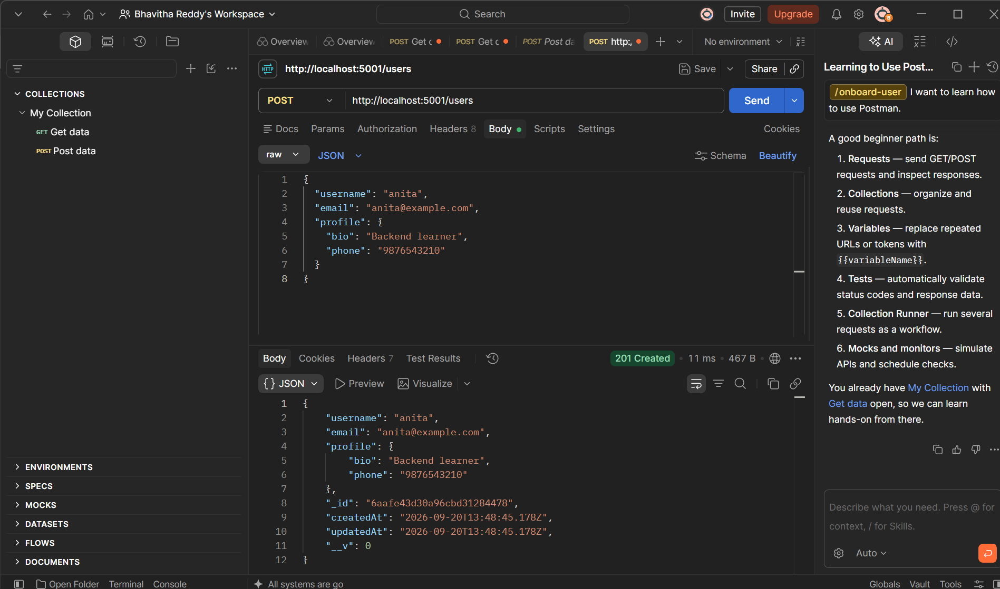 Bhavitha Reddy's Workspace
Search
Invite
Upgrade
Overview
Overview
POST Get c
POST Get c
POST Post da
POST http:/
No environment
AI
COLLECTIONS
My Collection
GET Get data
POST Post data
ENVIRONMENTS
SPECS
MOCKS
DATASETS
FLOWS
DOCUMENTS
HTTP
http://localhost:5001/users
Save
Share
POST
http://localhost:5001/users
Send
Docs Params Authorization Headers 8 Body Scripts Settings Cookies
raw JSON Schema Beautify
1 {
2 "username": "anita",
3 "email": "anita@example.com",
4 "profile": {
5 "bio": "Backend learner",
6 "phone": "9876543210"
7 }
8 }
Body Cookies Headers 7 Test Results 201 Created • 11 ms • 467 B
{} JSON Preview Visualize
1 {
2 "username": "anita",
3 "email": "anita@example.com",
4 "profile": {
5 "bio": "Backend learner",
6 "phone": "9876543210"
7 },
8 "_id": "6aafe43d30a96cbd31284478",
9 "createdAt": "2026-09-20T13:48:45.178Z",
10 "updatedAt": "2026-09-20T13:48:45.178Z",
11 "__v": 0
12 }
Learning to Use Post...
/onboard-user I want to learn how
to use Postman.
A good beginner path is:
1. Requests — send GET/POST
requests and inspect responses.
2. Collections — organize and
reuse requests.
3. Variables — replace repeated
URLs or tokens with
{{variableName}}.
4. Tests — automatically validate
status codes and response data.
5. Collection Runner — run several
requests as a workflow.
6. Mocks and monitors — simulate
APIs and schedule checks.
You already have My Collection with
Get data open, so we can learn
hands-on from there.
Describe what you need. Press @ for
context, / for Skills.
Auto
Open Folder Terminal Console
All systems are go
Globals Vault Tools